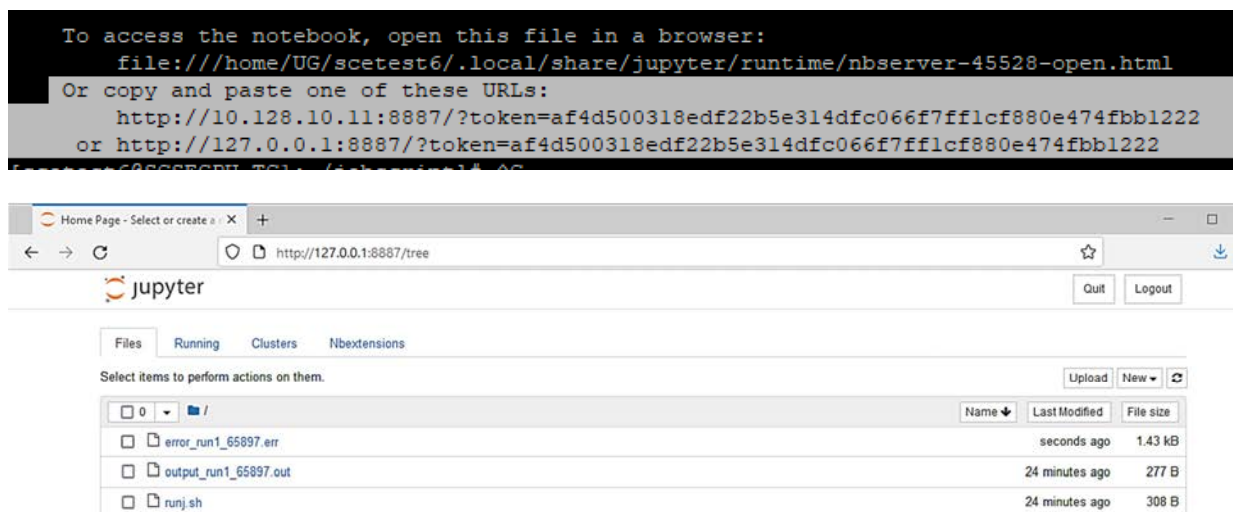 To access the notebook, open this file in a browser:
file:///home/UG/scetest6/.local/share/jupyter/runtime/nbserver-45528-open.html
Or copy and paste one of these URLs:
http://10.128.10.11:8887/?token=af4d500318edf22b5e314dfc066f7ff1cf880e474fbb1222
or http://127.0.0.1:8887/?token=af4d500318edf22b5e314dfc066f7ff1cf880e474fbb1222
Home Page - Select or create a
http://127.0.0.1:8887/tree
jupyter Quit Logout
Files Running Clusters Nbextensions
Select items to perform actions on them. Upload New
0 / Name Last Modified File size
error_run1_65897.err seconds ago 1.43 kB
output_run1_65897.out 24 minutes ago 277 B
runj.sh 24 minutes ago 308 B